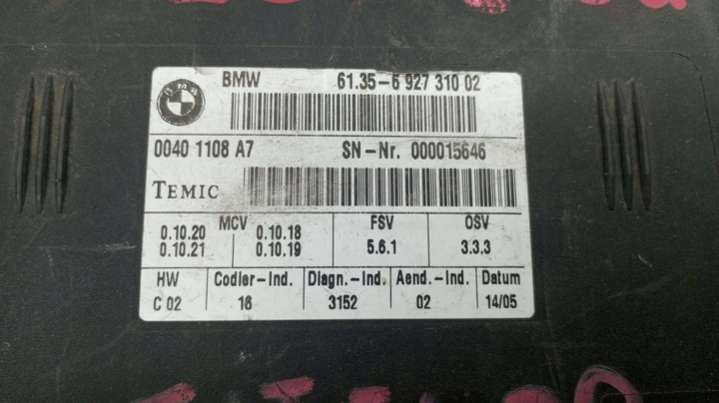 BMW 61.35-6 927 310 02
0040 1108 A7 SN-Nr. 000015646
TEMIC
MCV FSV OSV
0.10.20 0.10.18 5.6.1 3.3.3
0.10.21 0.10.19
HW Codier-Ind. Diagn.-Ind. Aend.-Ind. Datum
C 02 16 3152 02 14/05